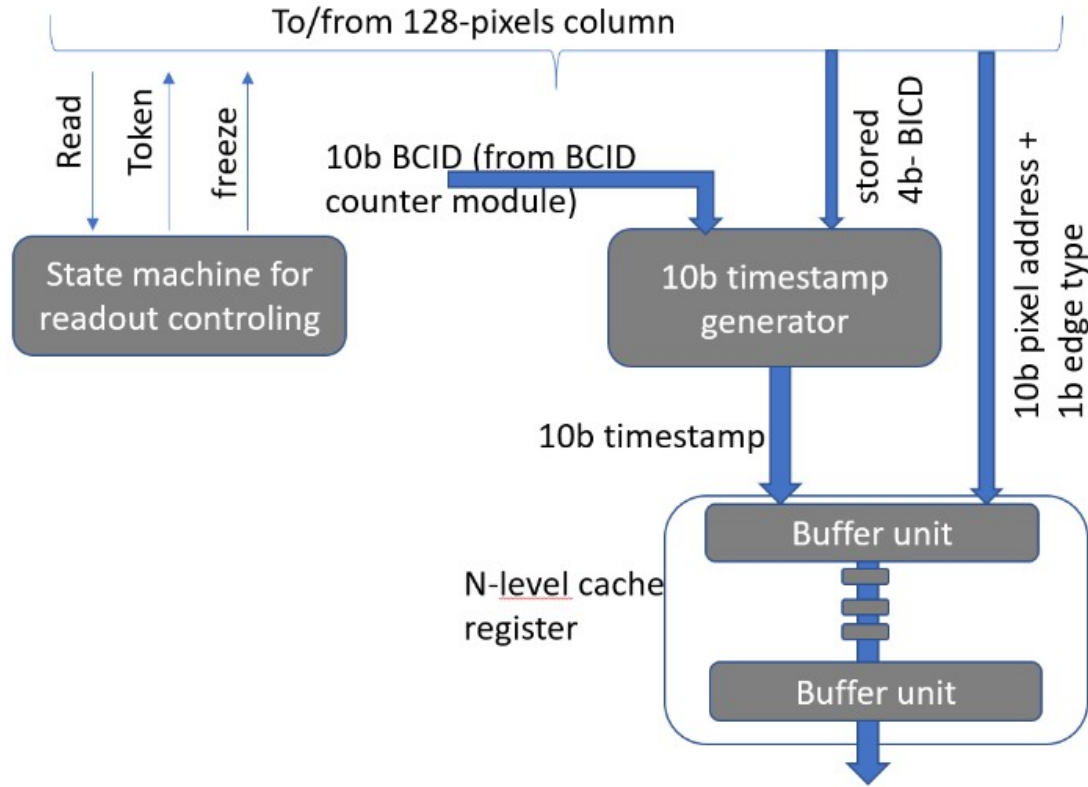 To/from 128-pixels column
Read
Token
freeze
10b BCID (from BCID
counter module)
stored
4b- BICD
10b pixel address +
1b edge type
State machine for
readout controling
10b timestamp
generator
10b timestamp
Buffer unit
N-level cache
register
Buffer unit